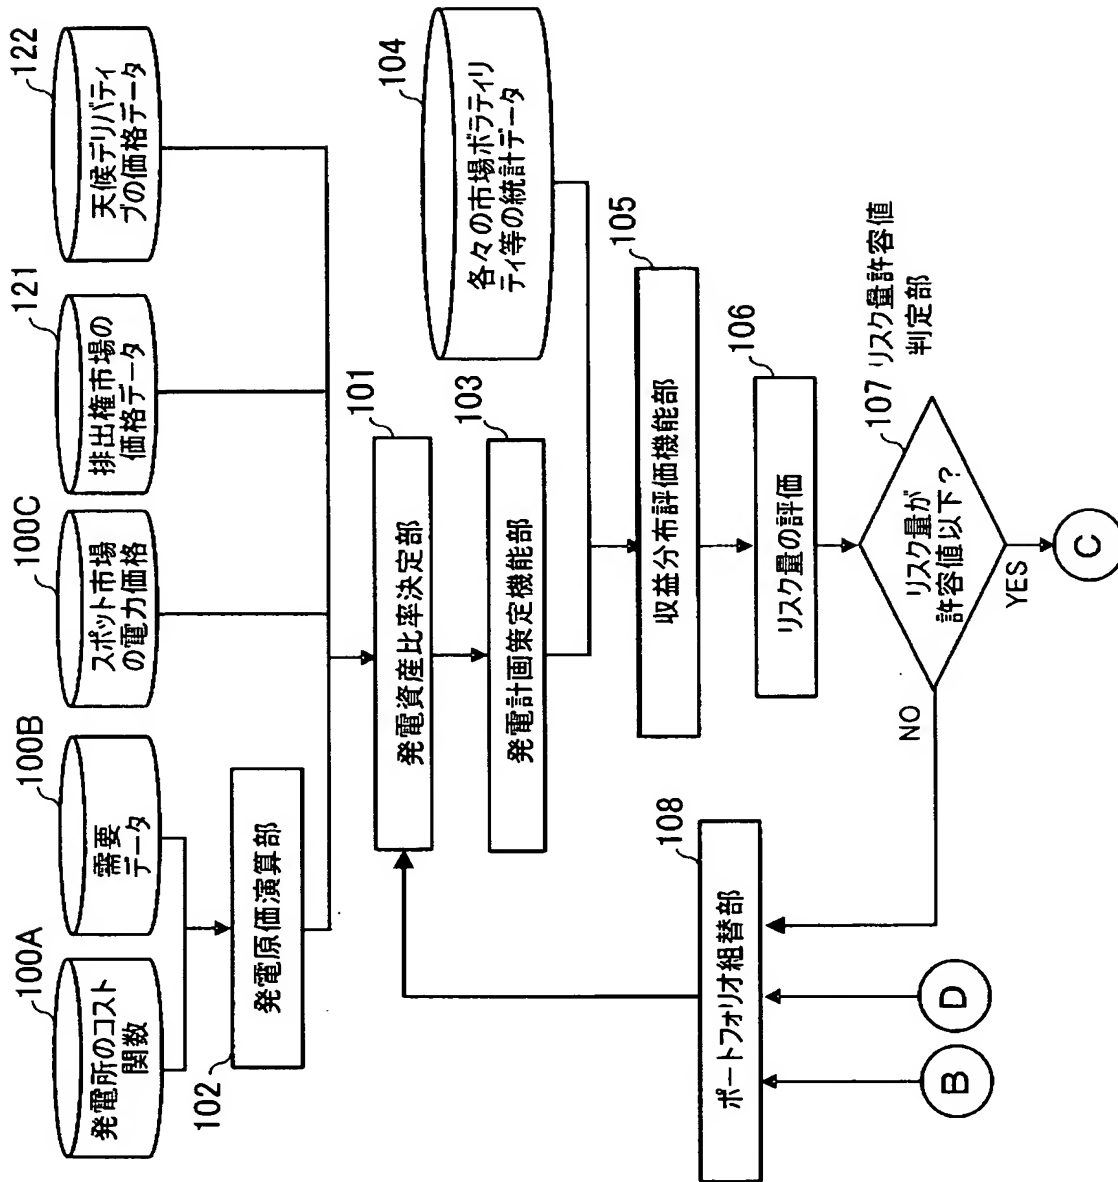 100A
発電所のコスト
関数
100B
需要
データ
100C
スポット市場
の電力価格
121
排出権市場の
価格データ
122
天候デリバティ
ブの価格データ
102
発電原価演算部
101
発電資産比率決定部
103
発電計画策定機能部
104
各々の市場ボラティリ
ティ等の統計データ
105
収益分布評価機能部
106
リスク量の評価
107 リスク量許容値
判定部
リスク量が
許容値以下?
NO
YES
108
ポートフォリオ組替部
B
D
C